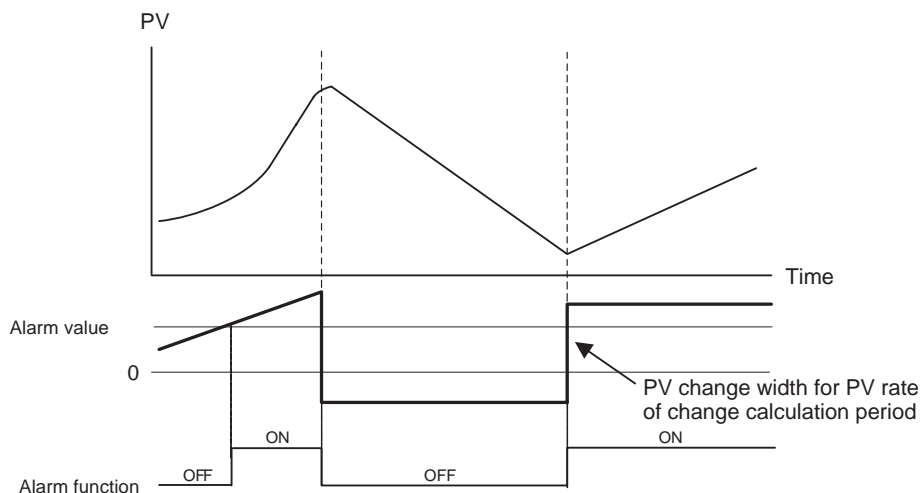 PV
Time
Alarm value
0
PV change width for PV rate
of change calculation period
ON
ON
OFF
OFF
Alarm function